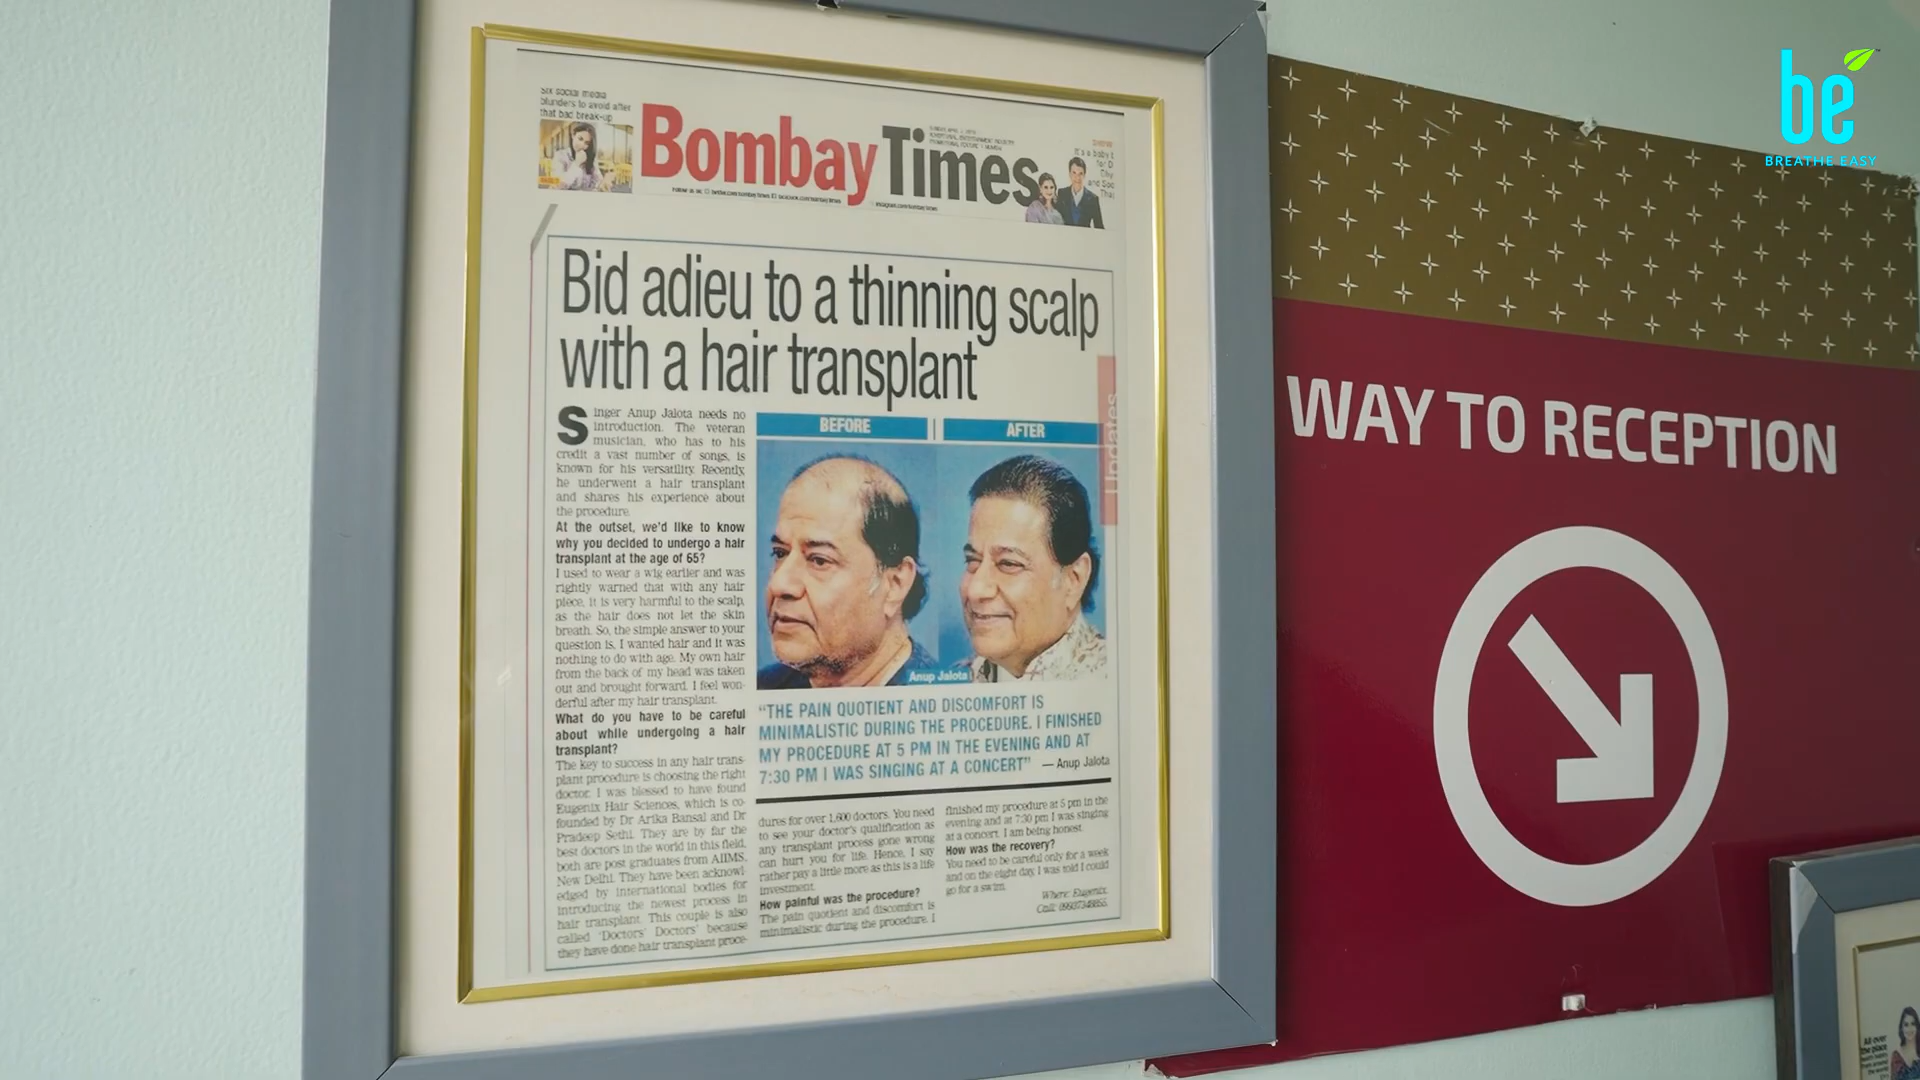 be
BREATHE EASY
Six social media
blunders to avoid after
that bad break-up
Bombay Times
Bid adieu to a thinning scalp
with a hair transplant
Updates
BEFORE
AFTER
Anup Jalota
Singer Anup Jalota needs no
introduction. The veteran
musician, who has to his
credit a vast number of songs, is
known for his versatility. Recently,
he underwent a hair transplant
and shares his experience about
the procedure.
At the outset, we'd like to know
why you decided to undergo a hair
transplant at the age of 65?
I used to wear a wig earlier and was
rightly warned that with any hair
piece, it is very harmful to the scalp,
as the hair does not let the skin
breath. So, the simple answer to your
question is, I wanted hair and it was
nothing to do with age. My own hair
from the back of my head was taken
out and brought forward. I feel won-
derful after my hair transplant.
What do you have to be careful
about while undergoing a hair
transplant?
The key to success in any hair trans-
plant procedure is choosing the right
doctor. I was blessed to have found
Eugenix Hair Sciences, which is co-
founded by Dr Arika Bansal and Dr
Pradeep Sethi. They are by far the
best doctors in the world in this field,
both are post graduates from AIIMS,
New Delhi. They have been acknowl-
edged by international bodies for
introducing the newest process in
hair transplant. This couple is also
called 'Doctors' Doctors' because
they have done hair transplant proce-
"THE PAIN QUOTIENT AND DISCOMFORT IS
MINIMALISTIC DURING THE PROCEDURE. I FINISHED
MY PROCEDURE AT 5 PM IN THE EVENING AND AT
7:30 PM I WAS SINGING AT A CONCERT" — Anup Jalota
dures for over 1,600 doctors. You need
to see your doctor's qualification as
any transplant process gone wrong
can hurt you for life. Hence, I say
rather pay a little more as this is a life
investment.
How painful was the procedure?
The pain quotient and discomfort is
minimalistic during the procedure. I
finished my procedure at 5 pm in the
evening and at 7:30 pm I was singing
at a concert. I am being honest.
How was the recovery?
You need to be careful only for a week
and on the eight day, I was told I could
go for a swim.
Where: Eugenix
Call:
WAY TO RECEPTION
All over
the place